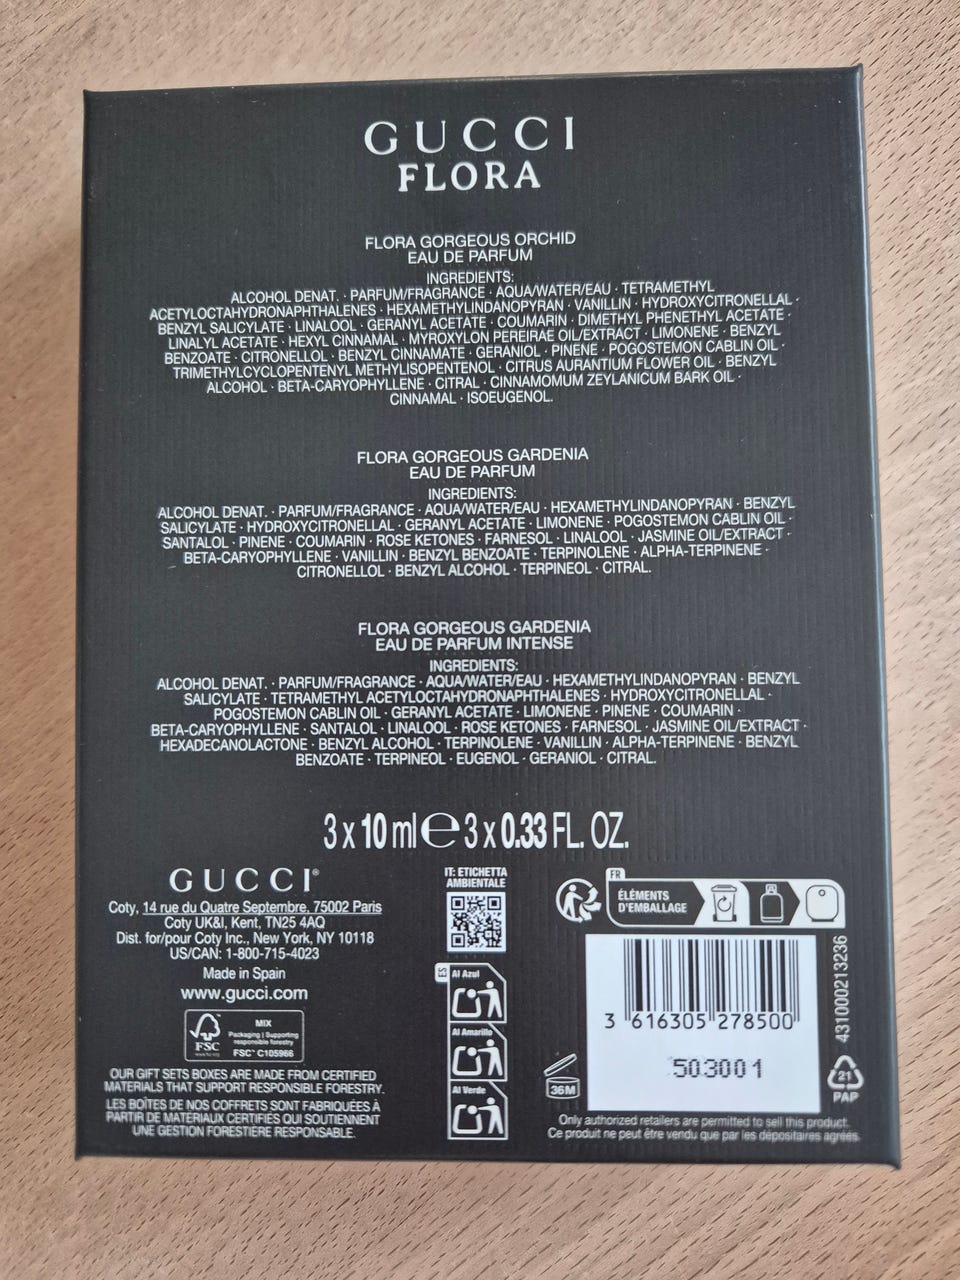 GUCCI
FLORA
FLORA GORGEOUS ORCHID
EAU DE PARFUM
INGREDIENTS:
ALCOHOL DENAT. · PARFUM/FRAGRANCE · AQUA/WATER/EAU · TETRAMETHYL
ACETYLOCTAHYDRONAPHTHALENES · HEXAMETHYLINDANOPYRAN · VANILLIN · HYDROXYCITRONELLAL ·
BENZYL SALICYLATE · LINALOOL · GERANYL ACETATE · COUMARIN · DIMETHYL PHENETHYL ACETATE ·
LINALYL ACETATE · HEXYL CINNAMAL · MYROXYLON PEREIRAE OIL/EXTRACT · LIMONENE · BENZYL
BENZOATE · CITRONELLOL · BENZYL CINNAMATE · GERANIOL · PINENE · POGOSTEMON CABLIN OIL ·
TRIMETHYLCYCLOPENTENYL METHYLISOPENTENOL · CITRUS AURANTIUM FLOWER OIL · BENZYL
ALCOHOL · BETA-CARYOPHYLLENE · CITRAL · CINNAMOMUM ZEYLANICUM BARK OIL ·
CINNAMAL · ISOEUGENOL.
FLORA GORGEOUS GARDENIA
EAU DE PARFUM
INGREDIENTS:
ALCOHOL DENAT. · PARFUM/FRAGRANCE · AQUA/WATER/EAU · HEXAMETHYLINDANOPYRAN · BENZYL
SALICYLATE · HYDROXYCITRONELLAL · GERANYL ACETATE · LIMONENE · POGOSTEMON CABLIN OIL ·
SANTALOL · PINENE · COUMARIN · ROSE KETONES · FARNESOL · LINALOOL · JASMINE OIL/EXTRACT ·
BETA-CARYOPHYLLENE · VANILLIN · BENZYL BENZOATE · TERPINOLENE · ALPHA-TERPINENE ·
CITRONELLOL · BENZYL ALCOHOL · TERPINEOL · CITRAL.
FLORA GORGEOUS GARDENIA
EAU DE PARFUM INTENSE
INGREDIENTS:
ALCOHOL DENAT. · PARFUM/FRAGRANCE · AQUA/WATER/EAU · HEXAMETHYLINDANOPYRAN · BENZYL
SALICYLATE · TETRAMETHYL ACETYLOCTAHYDRONAPHTHALENES · HYDROXYCITRONELLAL ·
POGOSTEMON CABLIN OIL · GERANYL ACETATE · LIMONENE · PINENE · COUMARIN ·
BETA-CARYOPHYLLENE · SANTALOL · LINALOOL · ROSE KETONES · FARNESOL · JASMINE OIL/EXTRACT ·
HEXADECANOLACTONE · BENZYL ALCOHOL · TERPINOLENE · VANILLIN · ALPHA-TERPINENE · BENZYL
BENZOATE · TERPINEOL · EUGENOL · GERANIOL · CITRAL.
3 x 10 ml ℮ 3 x 0.33 FL. OZ.
GUCCI®
Coty, 14 rue du Quatre Septembre, 75002 Paris
Coty UK&I, Kent, TN25 4AQ
Dist. for/pour Coty Inc., New York, NY 10118
US/CAN: 1-800-715-4023
Made in Spain
www.gucci.com
FSC
MIX
Packaging | Supporting
responsible forestry
FSC™ C105966
OUR GIFT SETS BOXES ARE MADE FROM CERTIFIED
MATERIALS THAT SUPPORT RESPONSIBLE FORESTRY.
LES BOÎTES DE NOS COFFRETS SONT FABRIQUÉES À
PARTIR DE MATÉRIAUX CERTIFIÉS QUI SOUTIENNENT
UNE GESTION FORESTIÈRE RESPONSABLE.
IT: ETICHETTA
AMBIENTALE
ES
Al Azul
Al Amarillo
Al Verde
FR
ÉLÉMENTS
D'EMBALLAGE
3 616305 278500
503001
431000213236
36M
21
PAP
Only authorized retailers are permitted to sell this product.
Ce produit ne peut être vendu que par les dépositaires agréés.